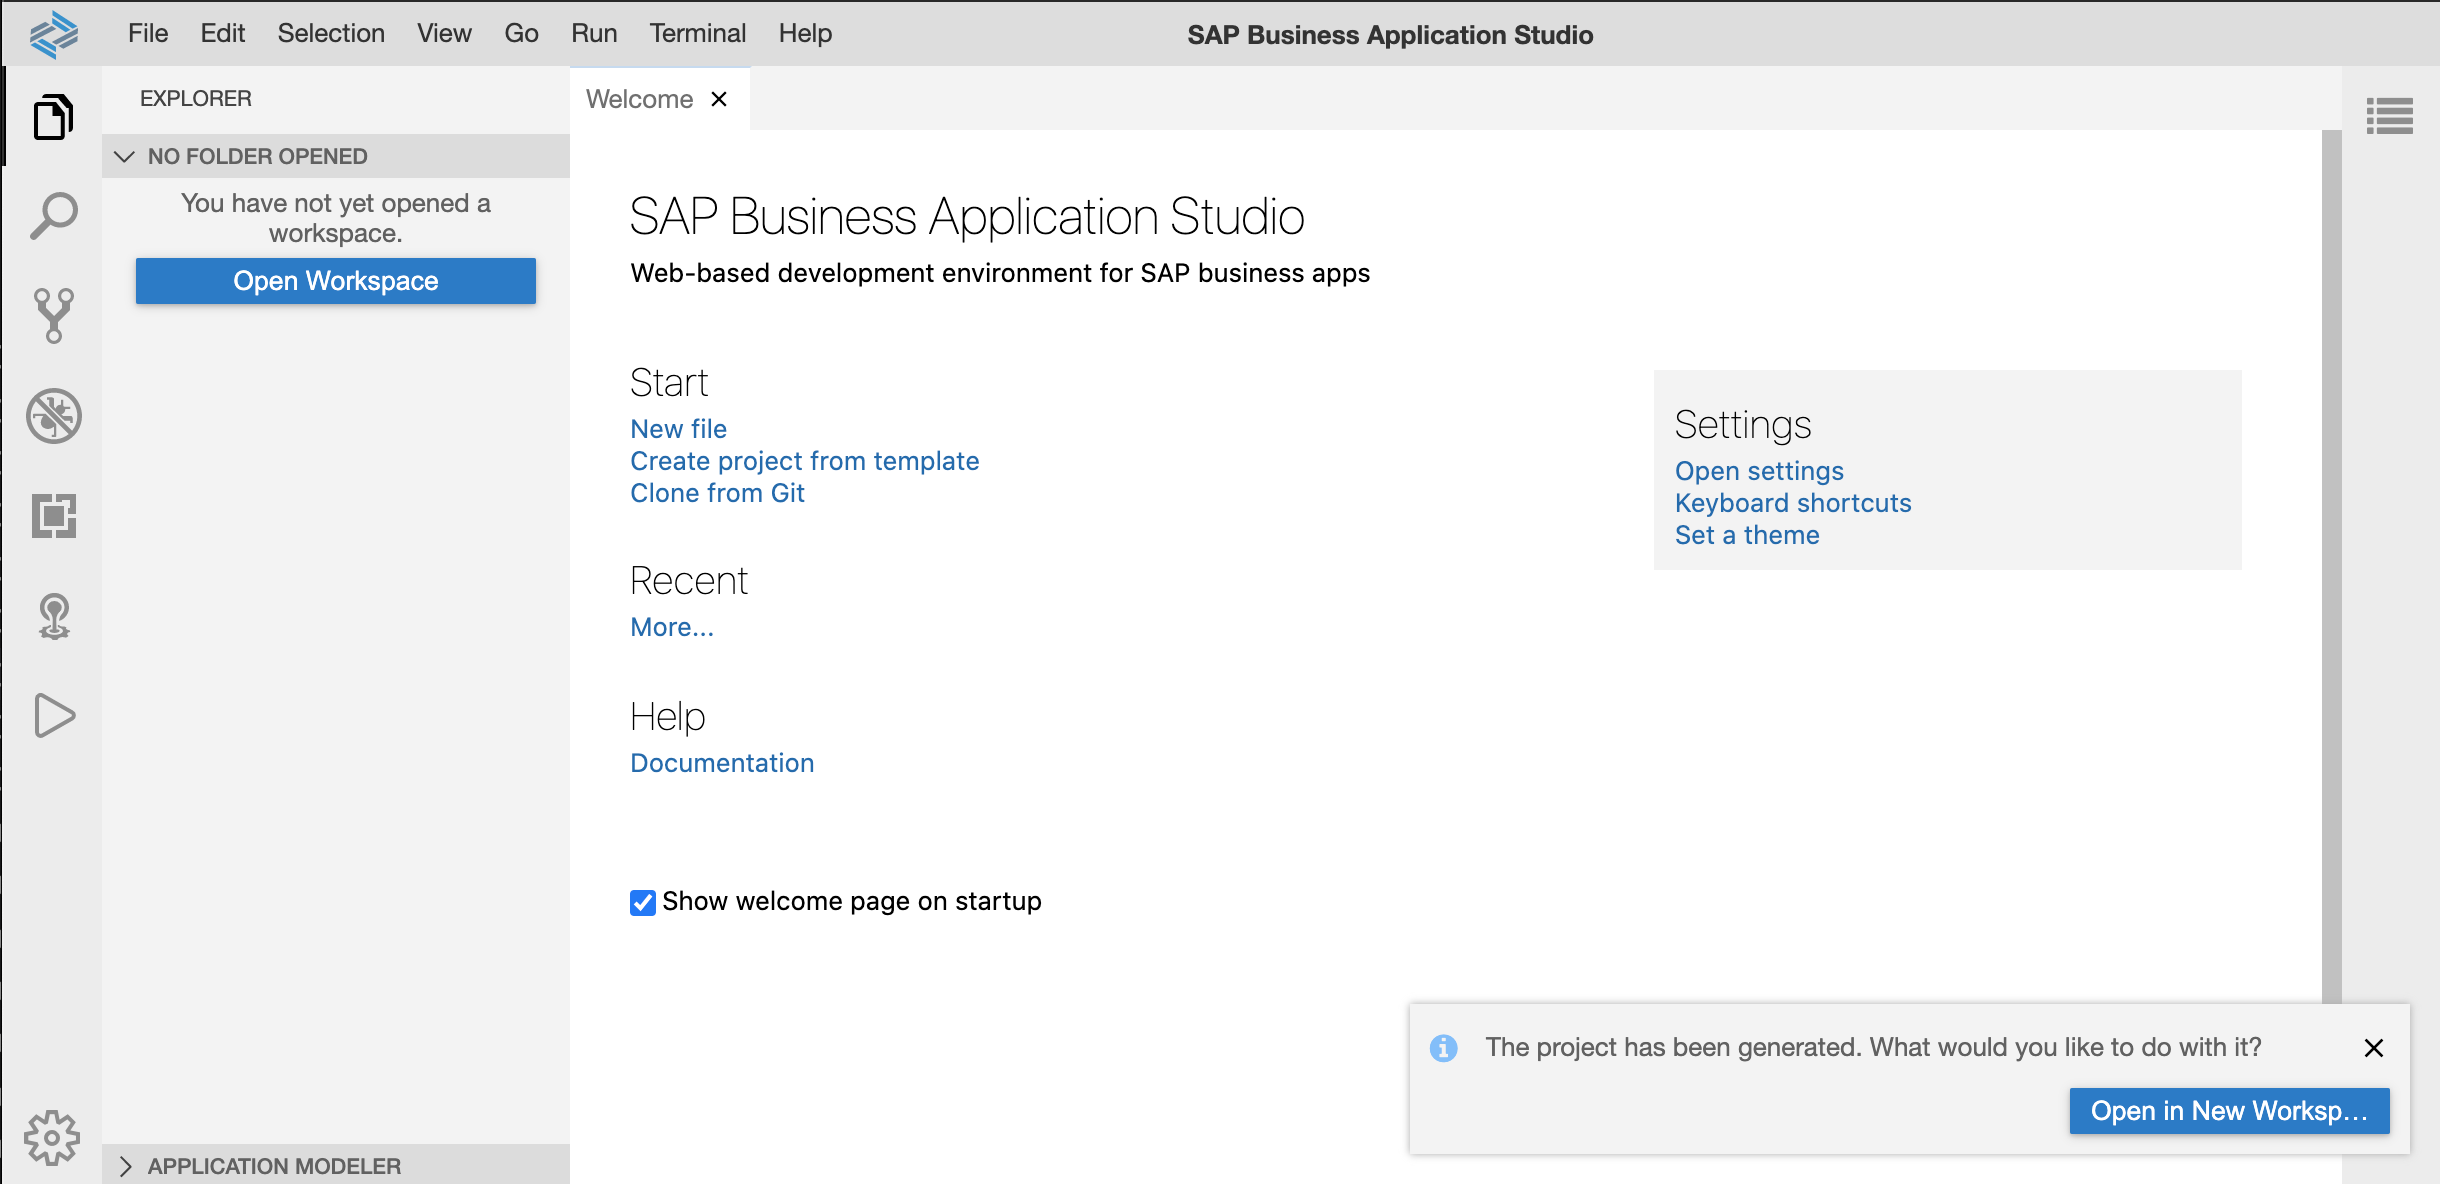 File Edit Selection View Go Run Terminal Help SAP Business Application Studio
EXPLORER
NO FOLDER OPENED
You have not yet opened a
workspace.
Open Workspace
APPLICATION MODELER
Welcome
SAP Business Application Studio
Web-based development environment for SAP business apps
Start
New file
Create project from template
Clone from Git
Recent
More...
Help
Documentation
Show welcome page on startup
Settings
Open settings
Keyboard shortcuts
Set a theme
The project has been generated. What would you like to do with it?
Open in New Worksp...